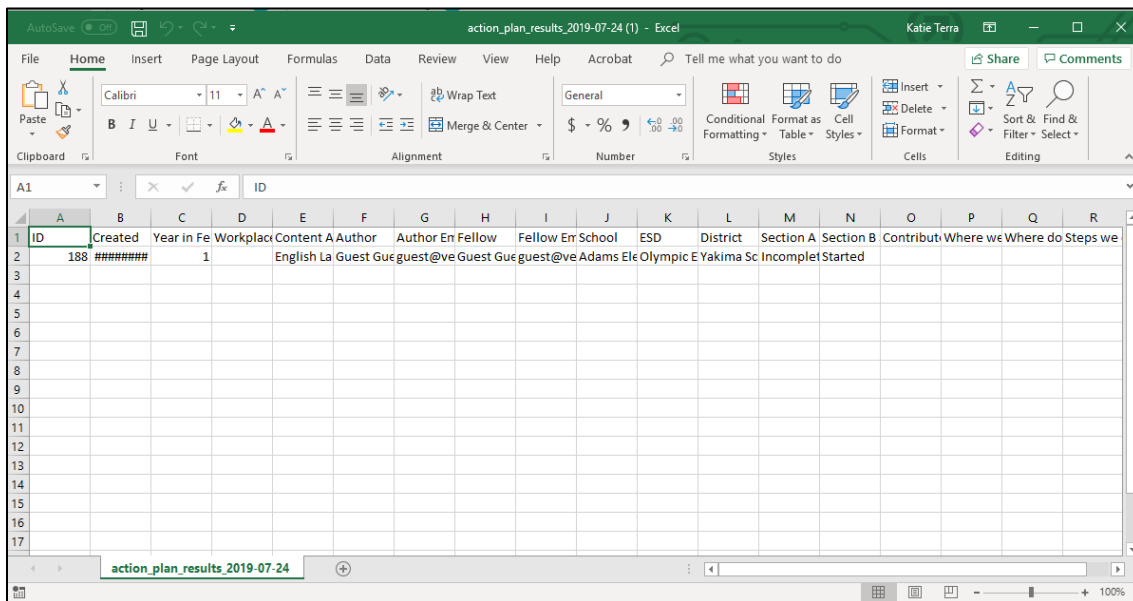 AutoSave Off action_plan_results_2019-07-24 (1) - Excel Katie Terra
File Home Insert Page Layout Formulas Data Review View Help Acrobat Tell me what you want to do Share Comments
Paste
Calibri 11 A^ A˅
B I U A
ab Wrap Text
Merge & Center
General
$ % 9 .00 .00
Conditional Formatting
Format as Table
Cell Styles
Insert
Delete
Format
Sort & Filter
Find & Select
Clipboard Font Alignment Number Styles Cells Editing
A1 fx ID
A B C D E F G H I J K L M N O P Q R
1 ID Created Year in Fe Workplace Content A Author Author Em Fellow Fellow Em School ESD District Section A Section B Contribute Where we Where do Steps we
2 188 ######## 1 English La Guest Gue guest@ve Guest Gue guest@ve Adams Ele Olympic E Yakima Sc Incomplet Started
3
4
5
6
7
8
9
10
11
12
13
14
15
16
17
action_plan_results_2019-07-24
100%